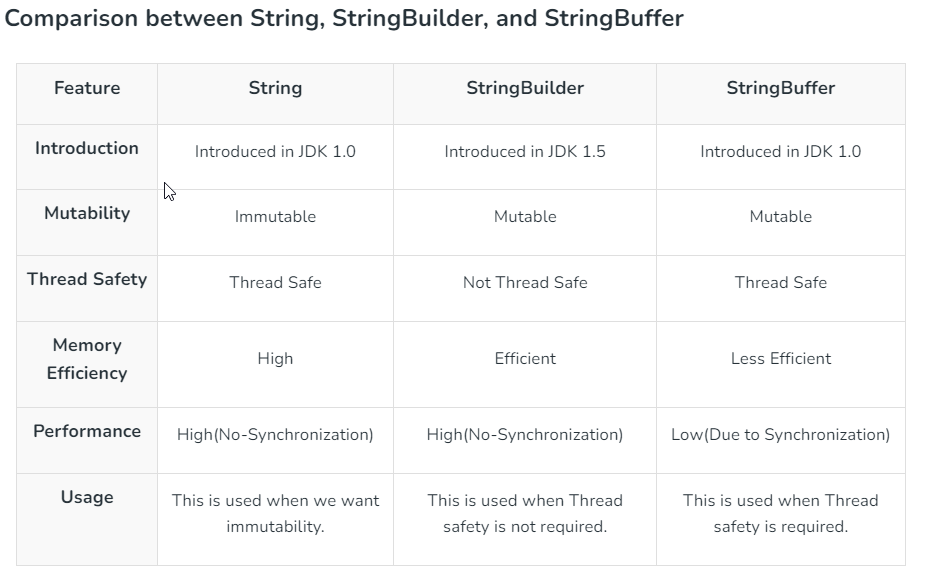 Comparison between String, StringBuilder, and StringBuffer
Feature String StringBuilder StringBuffer
Introduction Introduced in JDK 1.0 Introduced in JDK 1.5 Introduced in JDK 1.0
Mutability Immutable Mutable Mutable
Thread Safety Thread Safe Not Thread Safe Thread Safe
Memory
Efficiency High Efficient Less Efficient
Performance High(No-Synchronization) High(No-Synchronization) Low(Due to Synchronization)
Usage This is used when we want This is used when Thread This is used when Thread
immutability. safety is not required. safety is required.